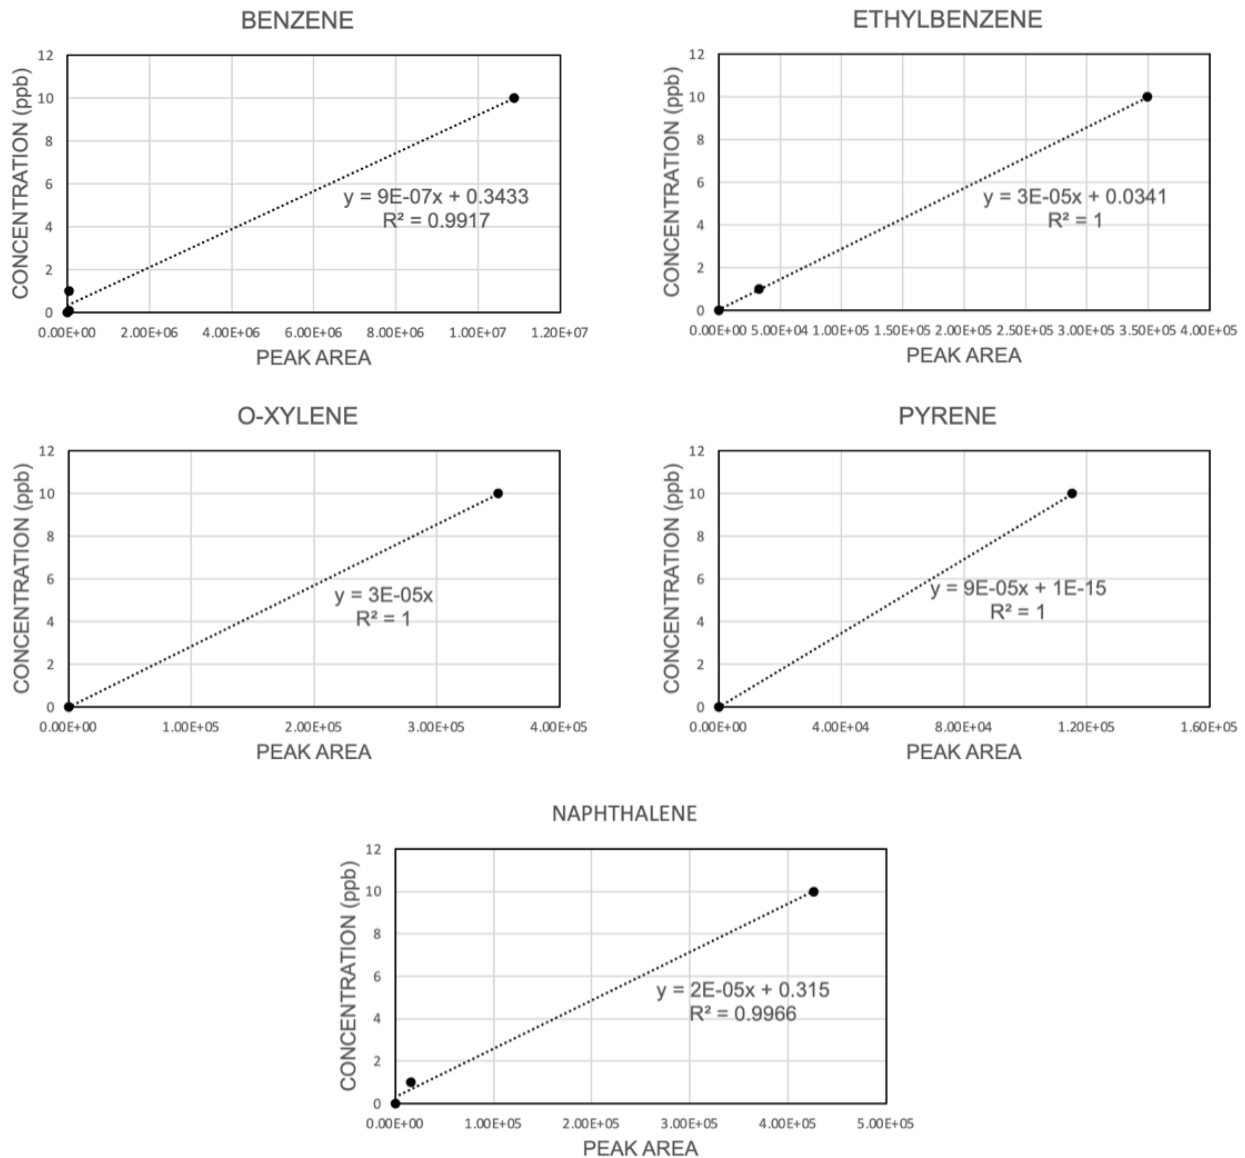 BENZENE
CONCENTRATION (ppb)
12
10
8
6
4
2
0
y = 9E-07x + 0.3433
R² = 0.9917
0.00E+00 2.00E+06 4.00E+06 6.00E+06 8.00E+06 1.00E+07 1.20E+07
PEAK AREA
ETHYLBENZENE
CONCENTRATION (ppb)
12
10
8
6
4
2
0
y = 3E-05x + 0.0341
R² = 1
0.00E+00 5.00E+04 1.00E+05 1.50E+05 2.00E+05 2.50E+05 3.00E+05 3.50E+05 4.00E+05
PEAK AREA
O-XYLENE
CONCENTRATION (ppb)
12
10
8
6
4
2
0
y = 3E-05x
R² = 1
0.00E+00 1.00E+05 2.00E+05 3.00E+05 4.00E+05
PEAK AREA
PYRENE
CONCENTRATION (ppb)
12
10
8
6
4
2
0
y = 9E-05x + 1E-15
R² = 1
0.00E+00 4.00E+04 8.00E+04 1.20E+05 1.60E+05
PEAK AREA
NAPHTHALENE
CONCENTRATION (ppb)
12
10
8
6
4
2
0
y = 2E-05x + 0.315
R² = 0.9966
0.00E+00 1.00E+05 2.00E+05 3.00E+05 4.00E+05 5.00E+05
PEAK AREA